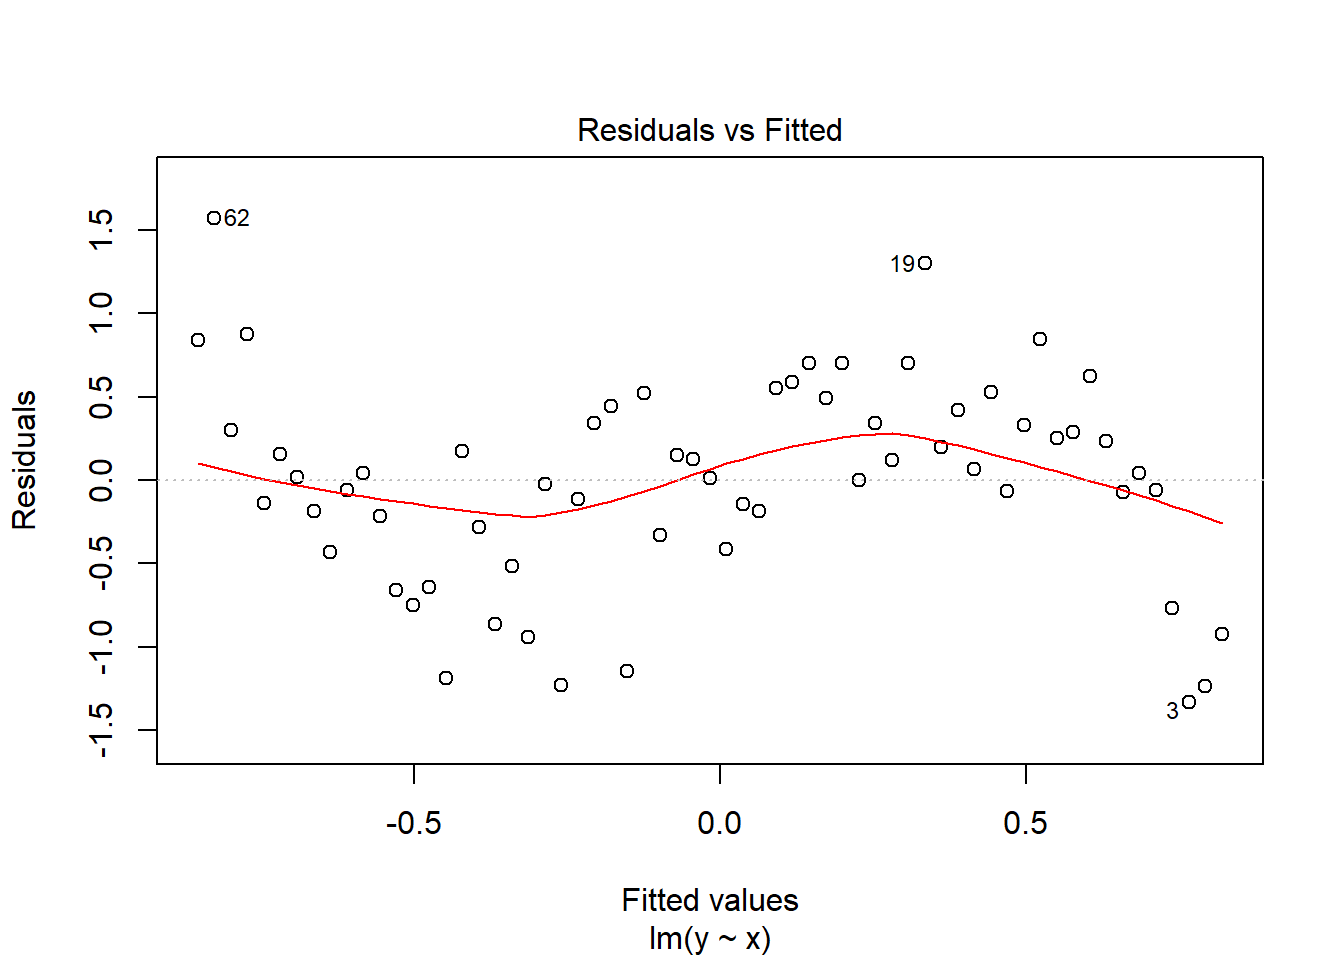 Residuals vs Fitted
Residuals
1.5
1.0
0.5
0.0
-0.5
-1.0
-1.5
62
19
3
-0.5 0.0 0.5
Fitted values
lm(y ~ x)